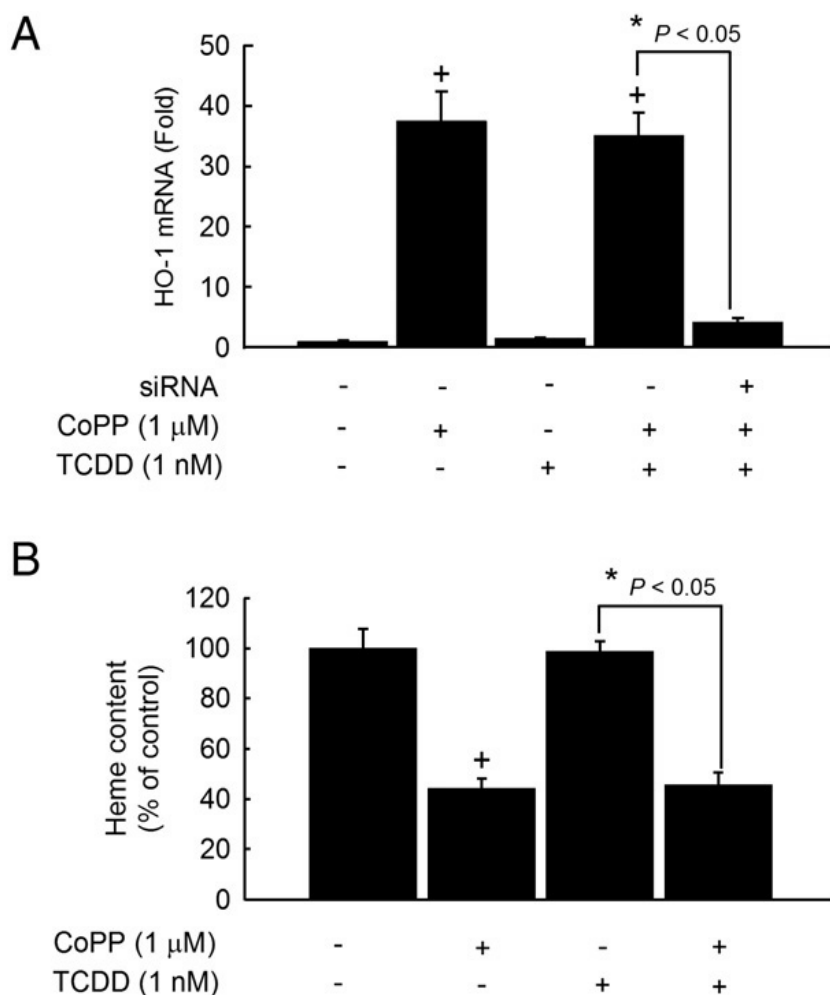 A
* P < 0.05
50
+
+
40
30
20
10
0
HO-1 mRNA (Fold)
siRNA - - - - +
CoPP (1 μM) - + - + +
TCDD (1 nM) - - + + +
B
* P < 0.05
120
100
80
+
60
40
20
0
Heme content
(% of control)
CoPP (1 μM) - + - +
TCDD (1 nM) - - + +